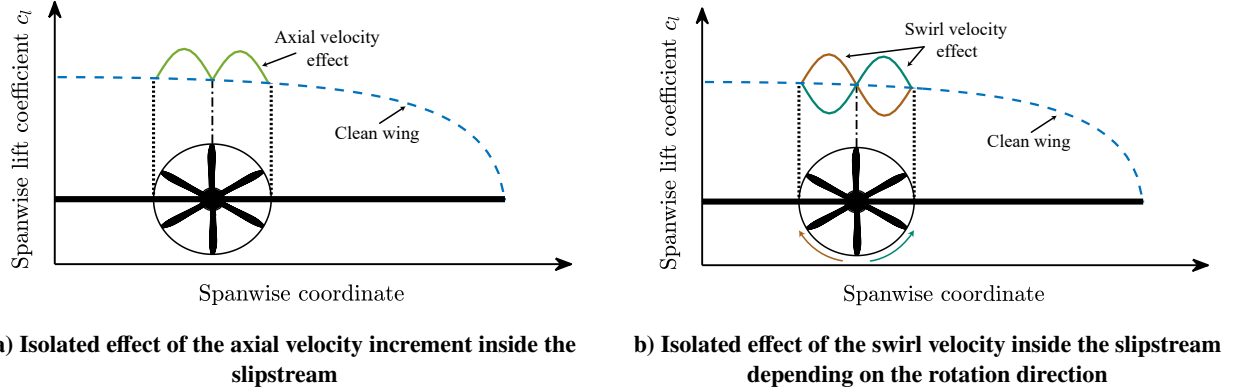 Spanwise lift coefficient c_l
Axial velocity
effect
Clean wing
Spanwise coordinate
a) Isolated effect of the axial velocity increment inside the
slipstream
Spanwise lift coefficient c_l
Swirl velocity
effect
Clean wing
Spanwise coordinate
b) Isolated effect of the swirl velocity inside the slipstream
depending on the rotation direction